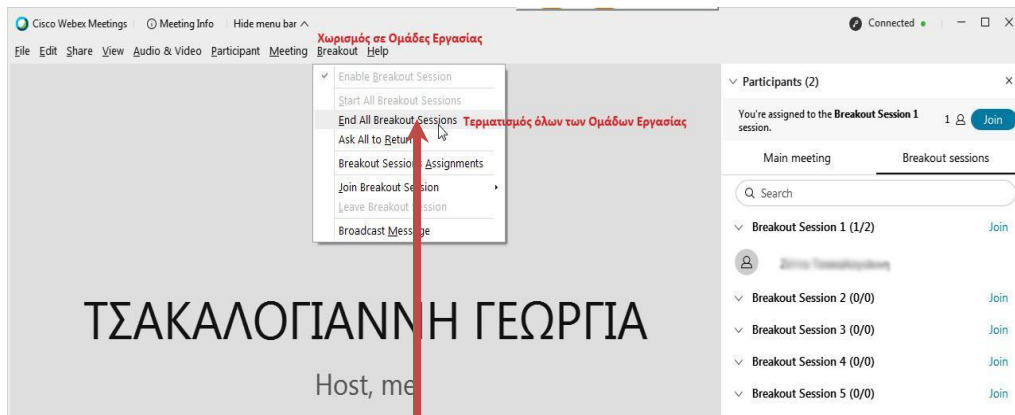 Cisco Webex Meetings Meeting Info Hide menu bar Connected
Χωρισμός σε Ομάδες Εργασίας
File Edit Share View Audio & Video Participant Meeting Breakout Help
Enable Breakout Session
Start All Breakout Sessions
End All Breakout Sessions Τερματισμός όλων των Ομάδων Εργασίας
Ask All to Return
Breakout Sessions Assignments
Join Breakout Session
Leave Breakout Session
Broadcast Message
ΤΣΑΚΑΛΟΓΙΑΝΝΗ ΓΕΩΡΓΙΑ
Host, me
Participants (2)
You're assigned to the Breakout Session 1
session.
1 Join
Main meeting Breakout sessions
Search
Breakout Session 1 (1/2) Join
Breakout Session 2 (0/0) Join
Breakout Session 3 (0/0) Join
Breakout Session 4 (0/0) Join
Breakout Session 5 (0/0) Join